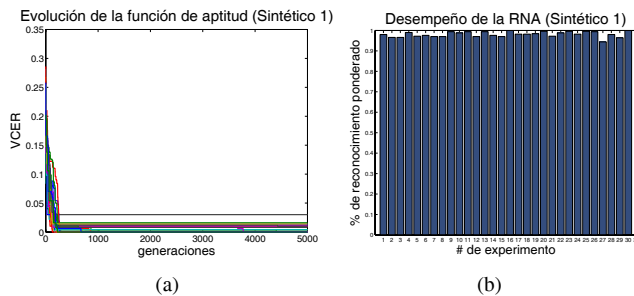 Evolución de la función de aptitud (Sintético 1)
0.35
0.3
0.25
0.2
0.15
0.1
0.05
0
VCER
0 1000 2000 3000 4000 5000
generaciones
(a)
Desempeño de la RNA (Sintético 1)
1
0.9
0.8
0.7
0.6
0.5
0.4
0.3
0.2
0.1
0
% de reconocimiento ponderado
1 2 3 4 5 6 7 8 9 10 11 12 13 14 15 16 17 18 19 20 21 22 23 24 25 26 27 28 29 30
# de experimento
(b)